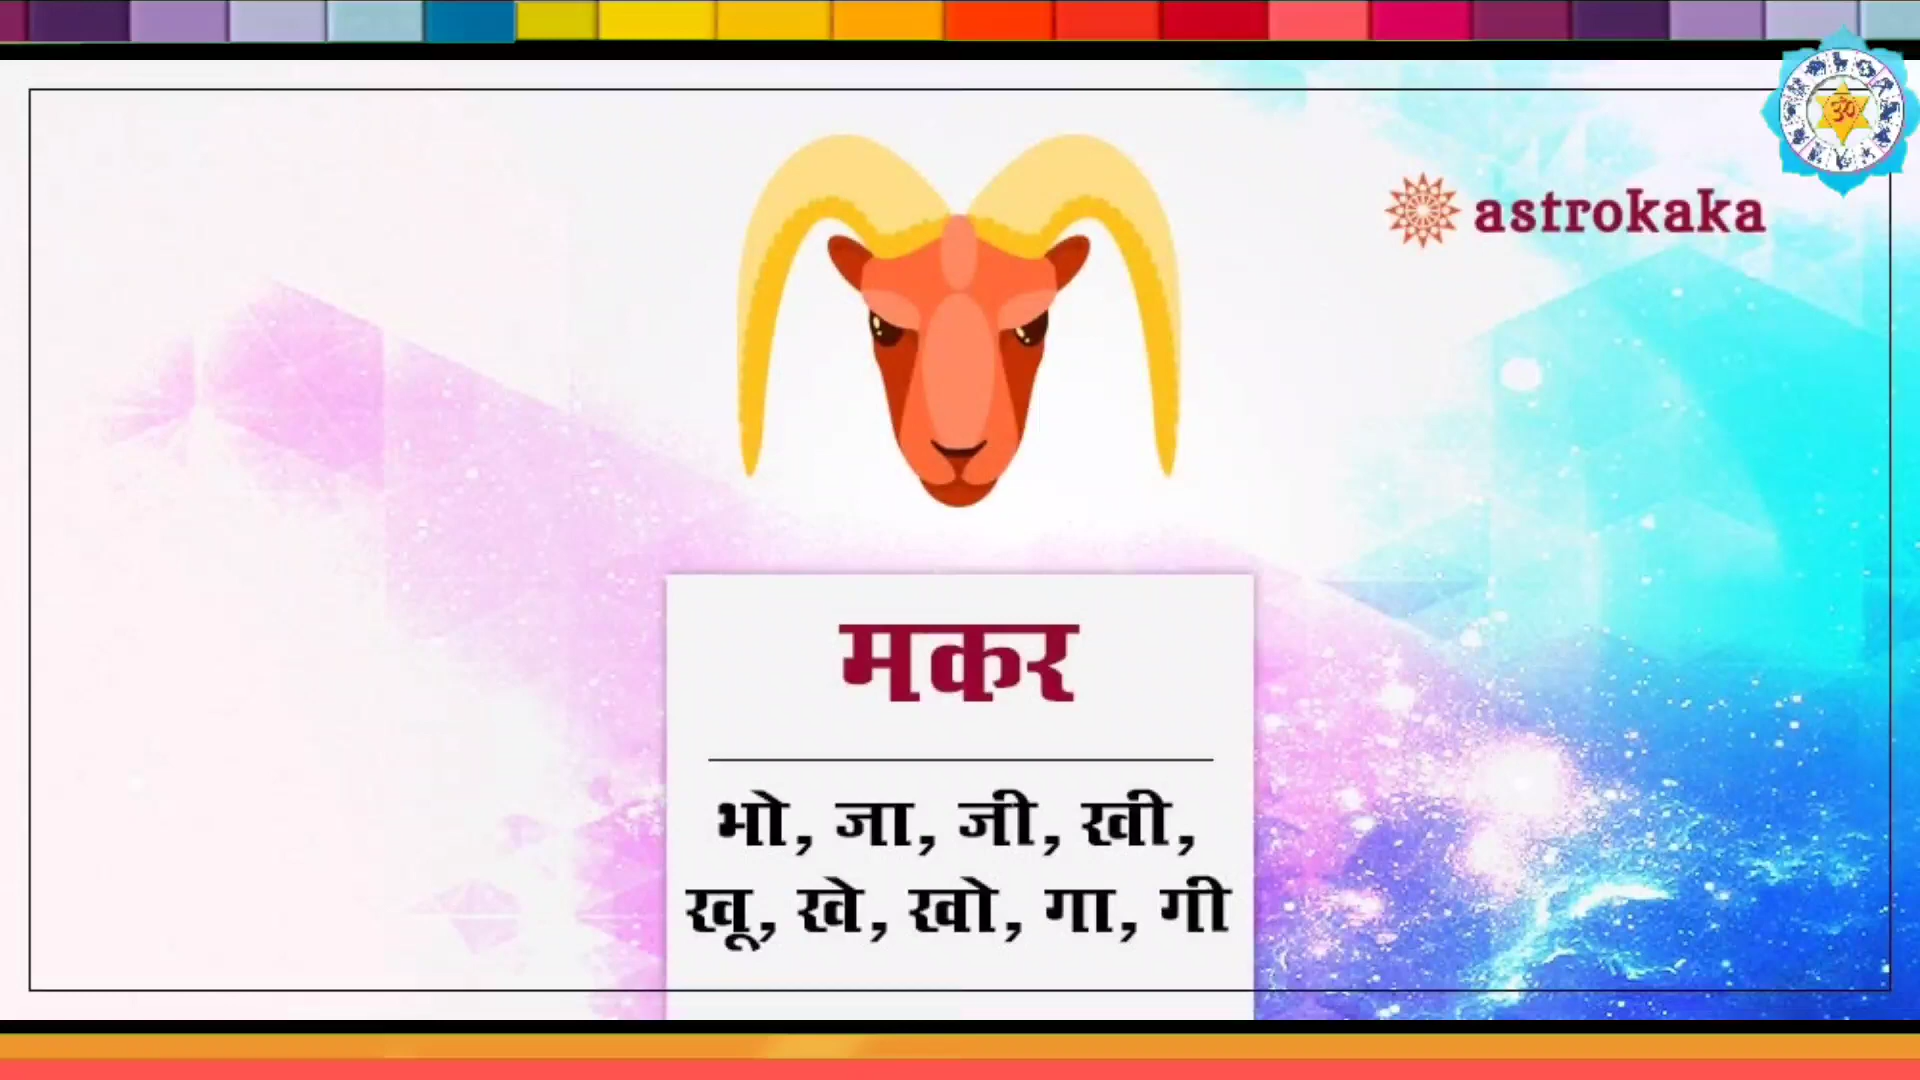 ॐ
astrokaka
मकर
भो, जा, जी, खी,
खू, खे, खो, गा, गी